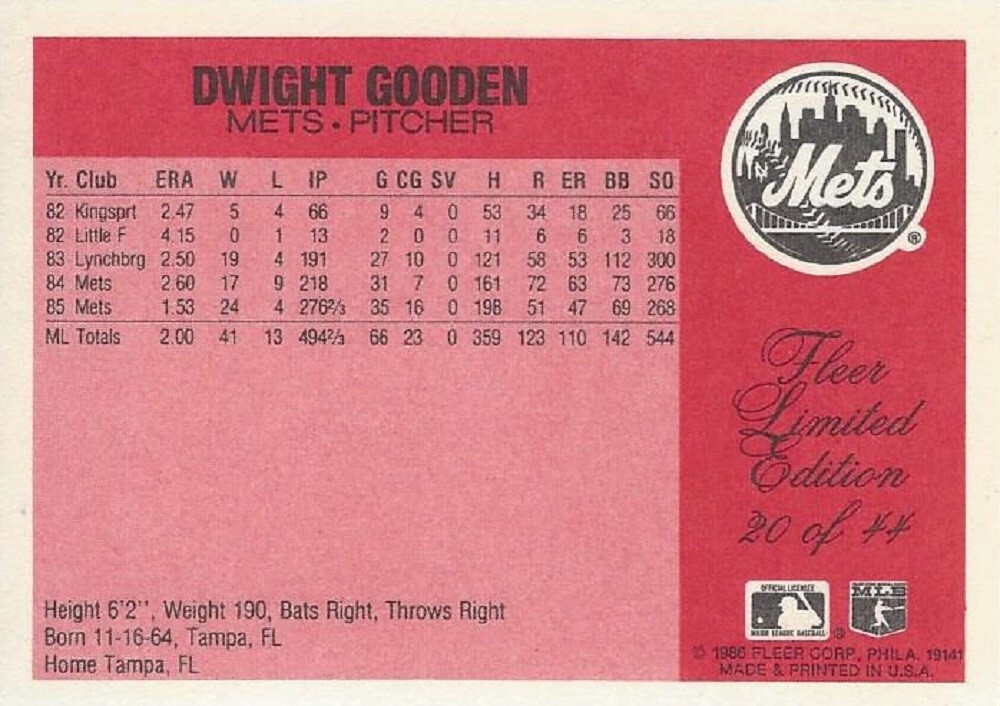 DWIGHT GOODEN
METS • PITCHER
Mets
®
Yr. Club ERA W L IP G CG SV H R ER BB SO
82 Kingsprt 2.47 5 4 66 9 4 0 53 34 18 25 66
82 Little F 4.15 0 1 13 2 0 0 11 6 6 3 18
83 Lynchbrg 2.50 19 4 191 27 10 0 121 58 53 112 300
84 Mets 2.60 17 9 218 31 7 0 161 72 63 73 276
85 Mets 1.53 24 4 276⅔ 35 16 0 198 51 47 69 268
ML Totals 2.00 41 13 494⅔ 66 23 0 359 123 110 142 544
Fleer
Limited
Edition
20 of 44
Height 6'2'', Weight 190, Bats Right, Throws Right
Born 11-16-64, Tampa, FL
Home Tampa, FL
OFFICIAL LICENSEE
MAJOR LEAGUE BASEBALL
®
MLB
© 1986 FLEER CORP., PHILA. 19141
MADE & PRINTED IN U.S.A.